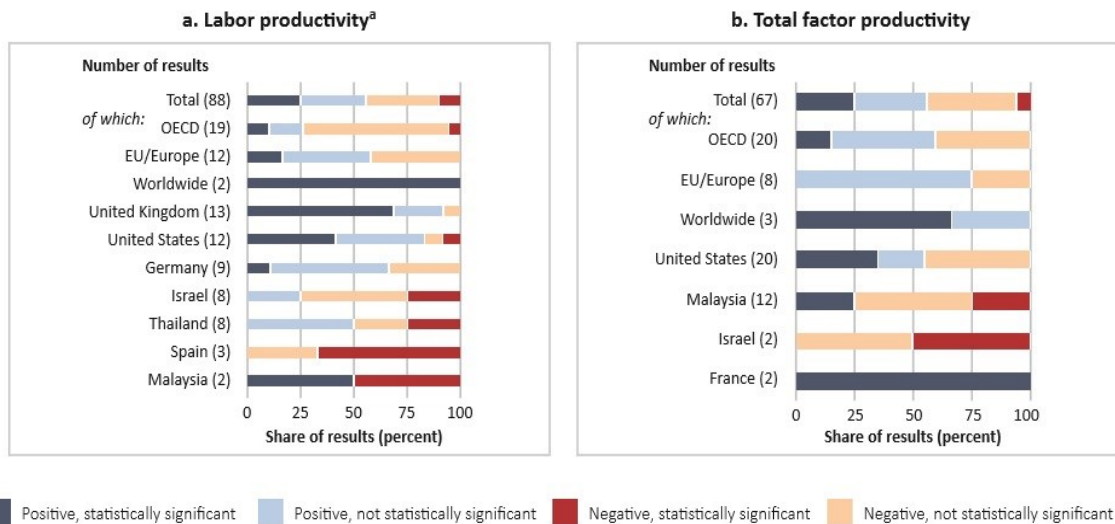 a. Labor productivityᵃ
Number of results
Total (88)
of which:
OECD (19)
EU/Europe (12)
Worldwide (2)
United Kingdom (13)
United States (12)
Germany (9)
Israel (8)
Thailand (8)
Spain (3)
Malaysia (2)
0 25 50 75 100
Share of results (percent)
b. Total factor productivity
Number of results
Total (67)
of which:
OECD (20)
EU/Europe (8)
Worldwide (3)
United States (20)
Malaysia (12)
Israel (2)
France (2)
0 25 50 75 100
Share of results (percent)
Positive, statistically significant Positive, not statistically significant Negative, statistically significant Negative, not statistically significant